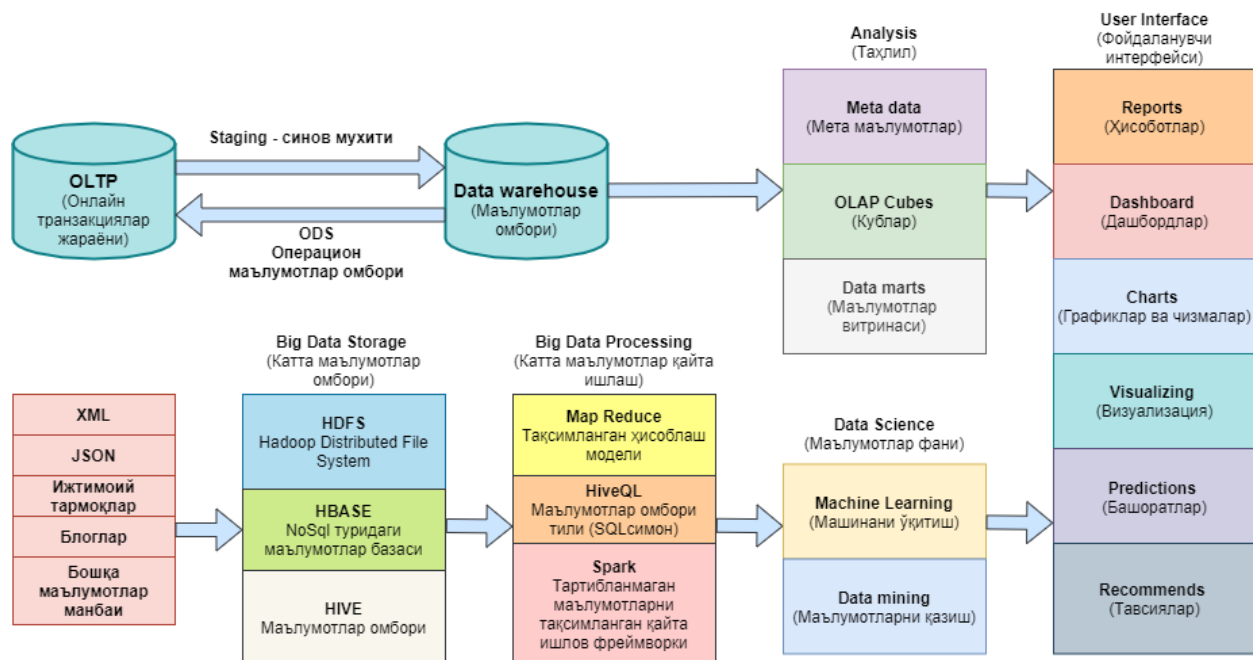 Analysis
(Таҳлил)
User Interface
(Фойдаланувчи
интерфейси)
Staging - синов мухити
OLTP
(Онлайн
транзакциялар
жараёни)
Data warehouse
(Маълумотлар
омбори)
ODS
Операцион
маълумотлар омбори
Meta data
(Мета маълумотлар)
OLAP Cubes
(Кублар)
Data marts
(Маълумотлар
витринаси)
Reports
(Ҳисоботлар)
Dashboard
(Дашбордлар)
Charts
(Графиклар ва чизмалар)
Visualizing
(Визуализация)
Predictions
(Башоратлар)
Recommends
(Тавсиялар)
Big Data Storage
(Катта маълумотлар
омбори)
Big Data Processing
(Катта маълумотлар қайта
ишлаш)
XML
JSON
Ижтимоий
тармоқлар
Блоглар
Бошқа
маълумотлар
манбаи
HDFS
Hadoop Distributed File
System
HBASE
NoSql туридаги
маълумотлар базаси
HIVE
Маълумотлар омбори
Map Reduce
Тақсимланган ҳисоблаш
модели
HiveQL
Маълумотлар омбори
тили (SQLсимон)
Spark
Тартибланмаган
маълумотларни
тақсимланган қайта
ишлов фреймворки
Data Science
(Маълумотлар фани)
Machine Learning
(Машинани ўқитиш)
Data mining
(Маълумотларни қазиш)